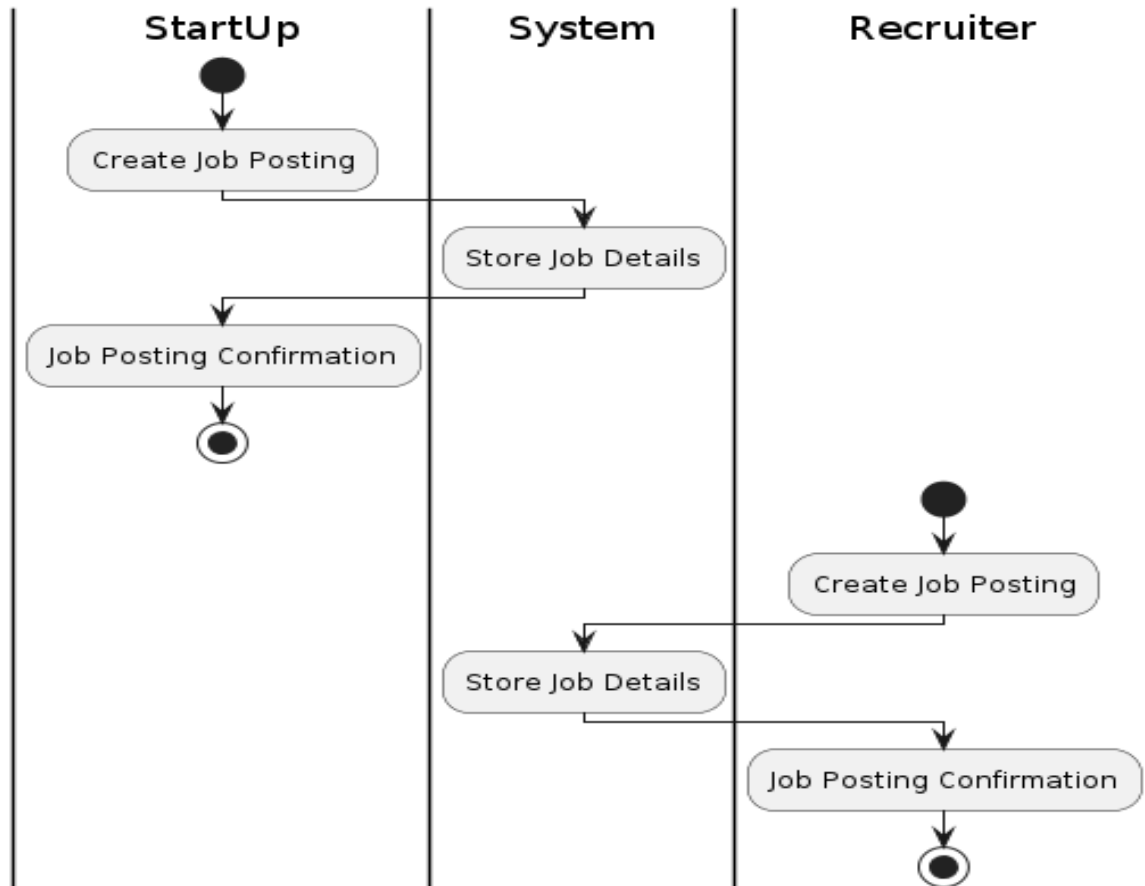 StartUp
System
Recruiter
Create Job Posting
Store Job Details
Job Posting Confirmation
Create Job Posting
Store Job Details
Job Posting Confirmation